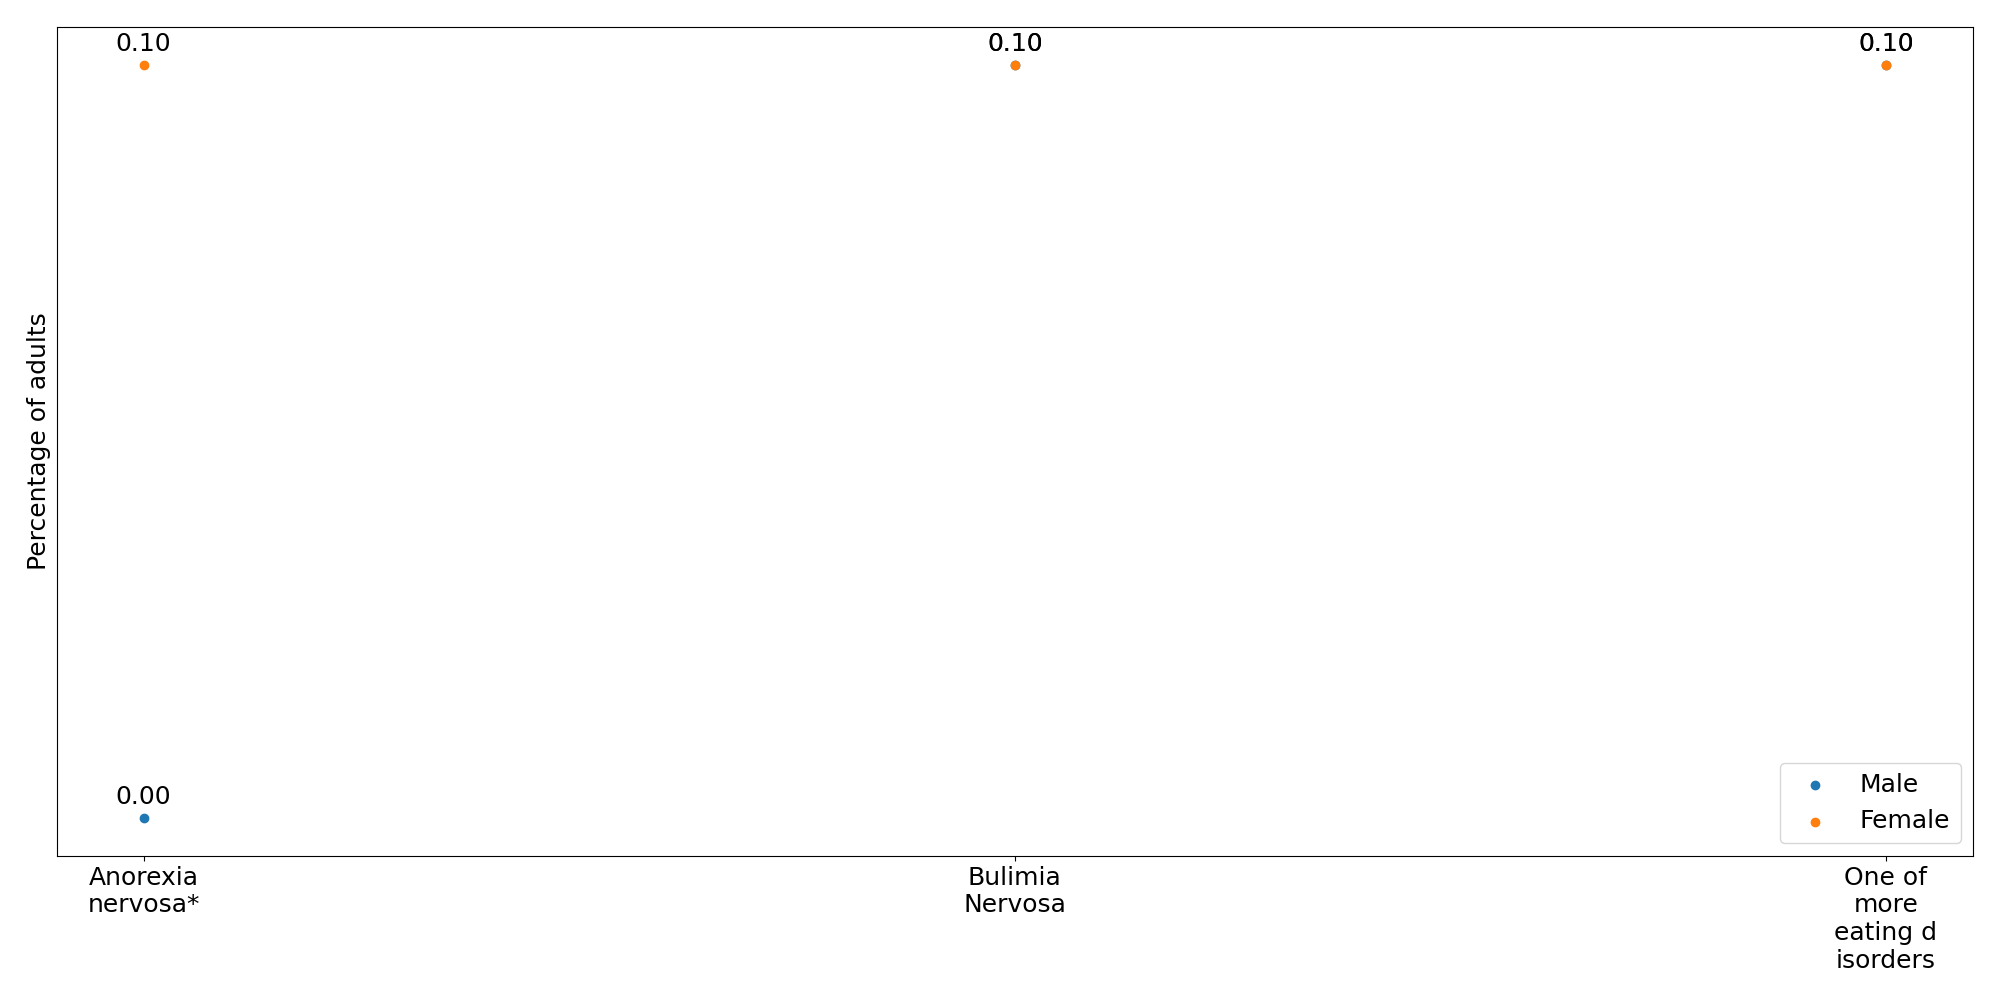 0.10
0.10
0.10
Percentage of adults
0.00
Male
Female
Anorexia
nervosa*
Bulimia
Nervosa
One of
more
eating d
isorders